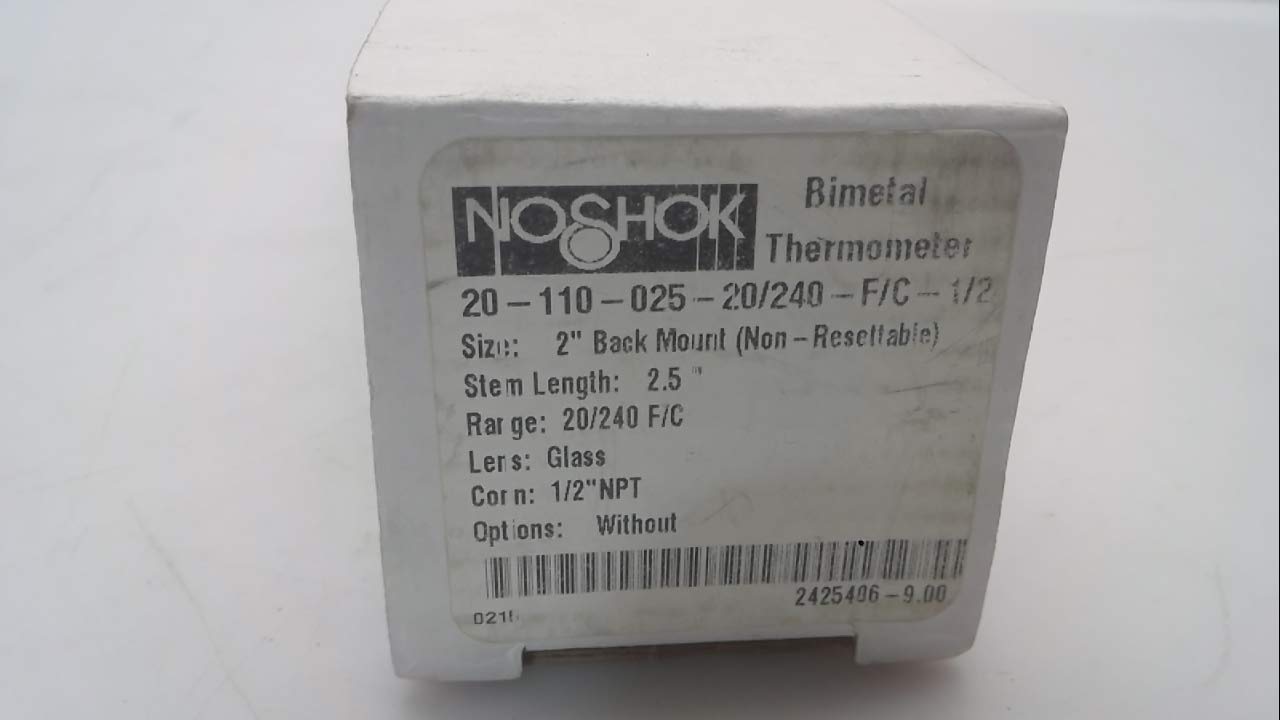 NOSHOK
Bimetal
Thermometer
20-110-025-20/240-F/C-1/2
Size: 2" Back Mount (Non-Resettable)
Stem Length: 2.5 "
Range: 20/240 F/C
Lens: Glass
Conn: 1/2"NPT
Options: Without
2425406-9.00